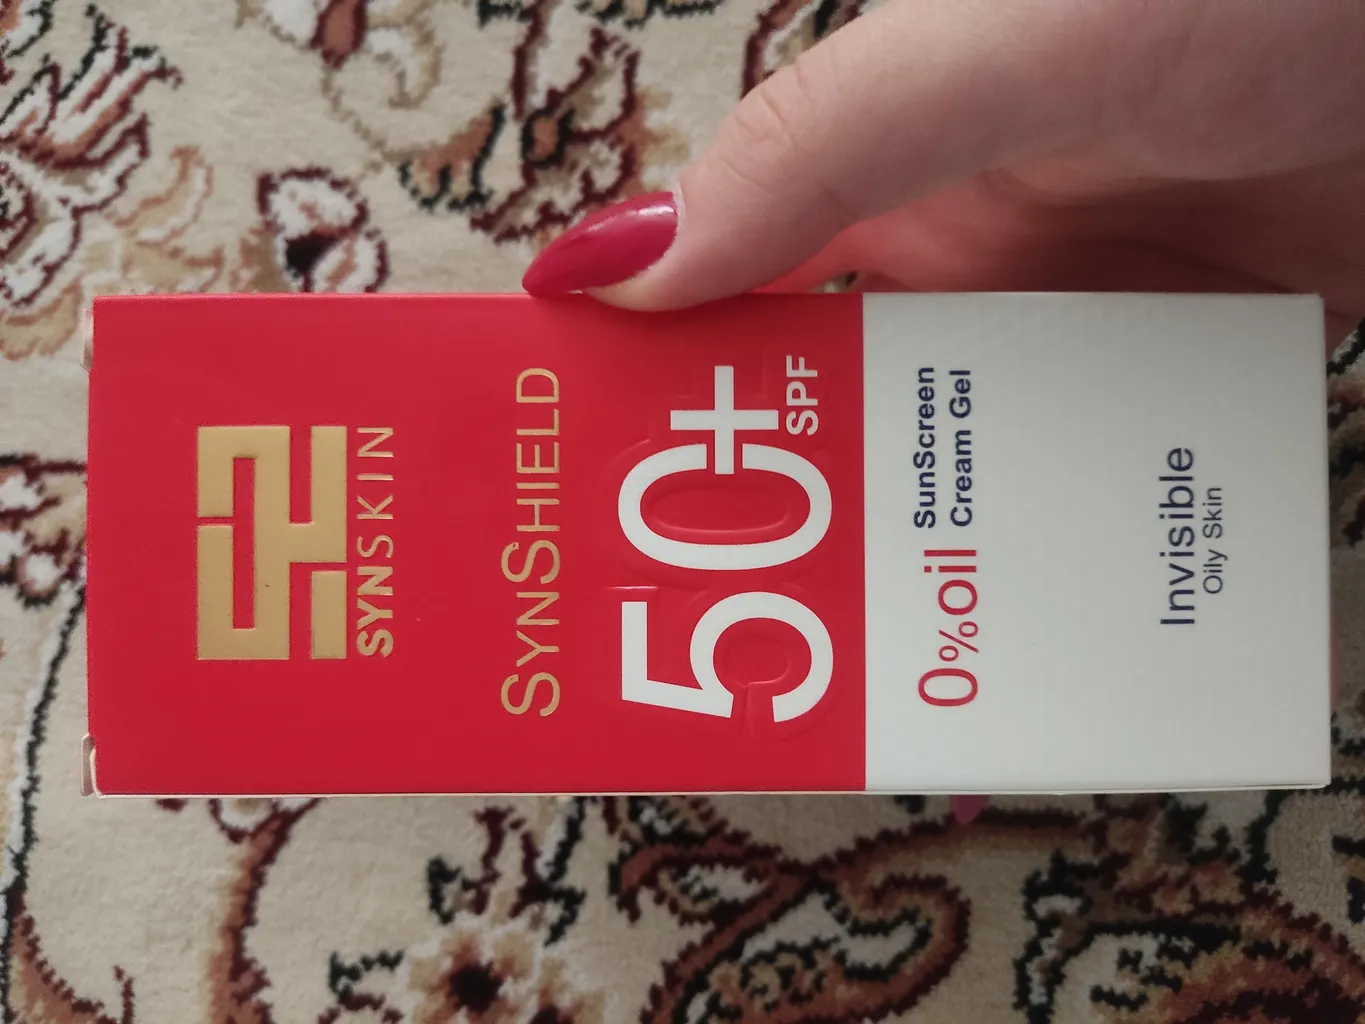 SYNSKIN
SYNSHIELD
50+
SPF
0%oil SunScreen
Cream Gel
Invisible
Oily Skin